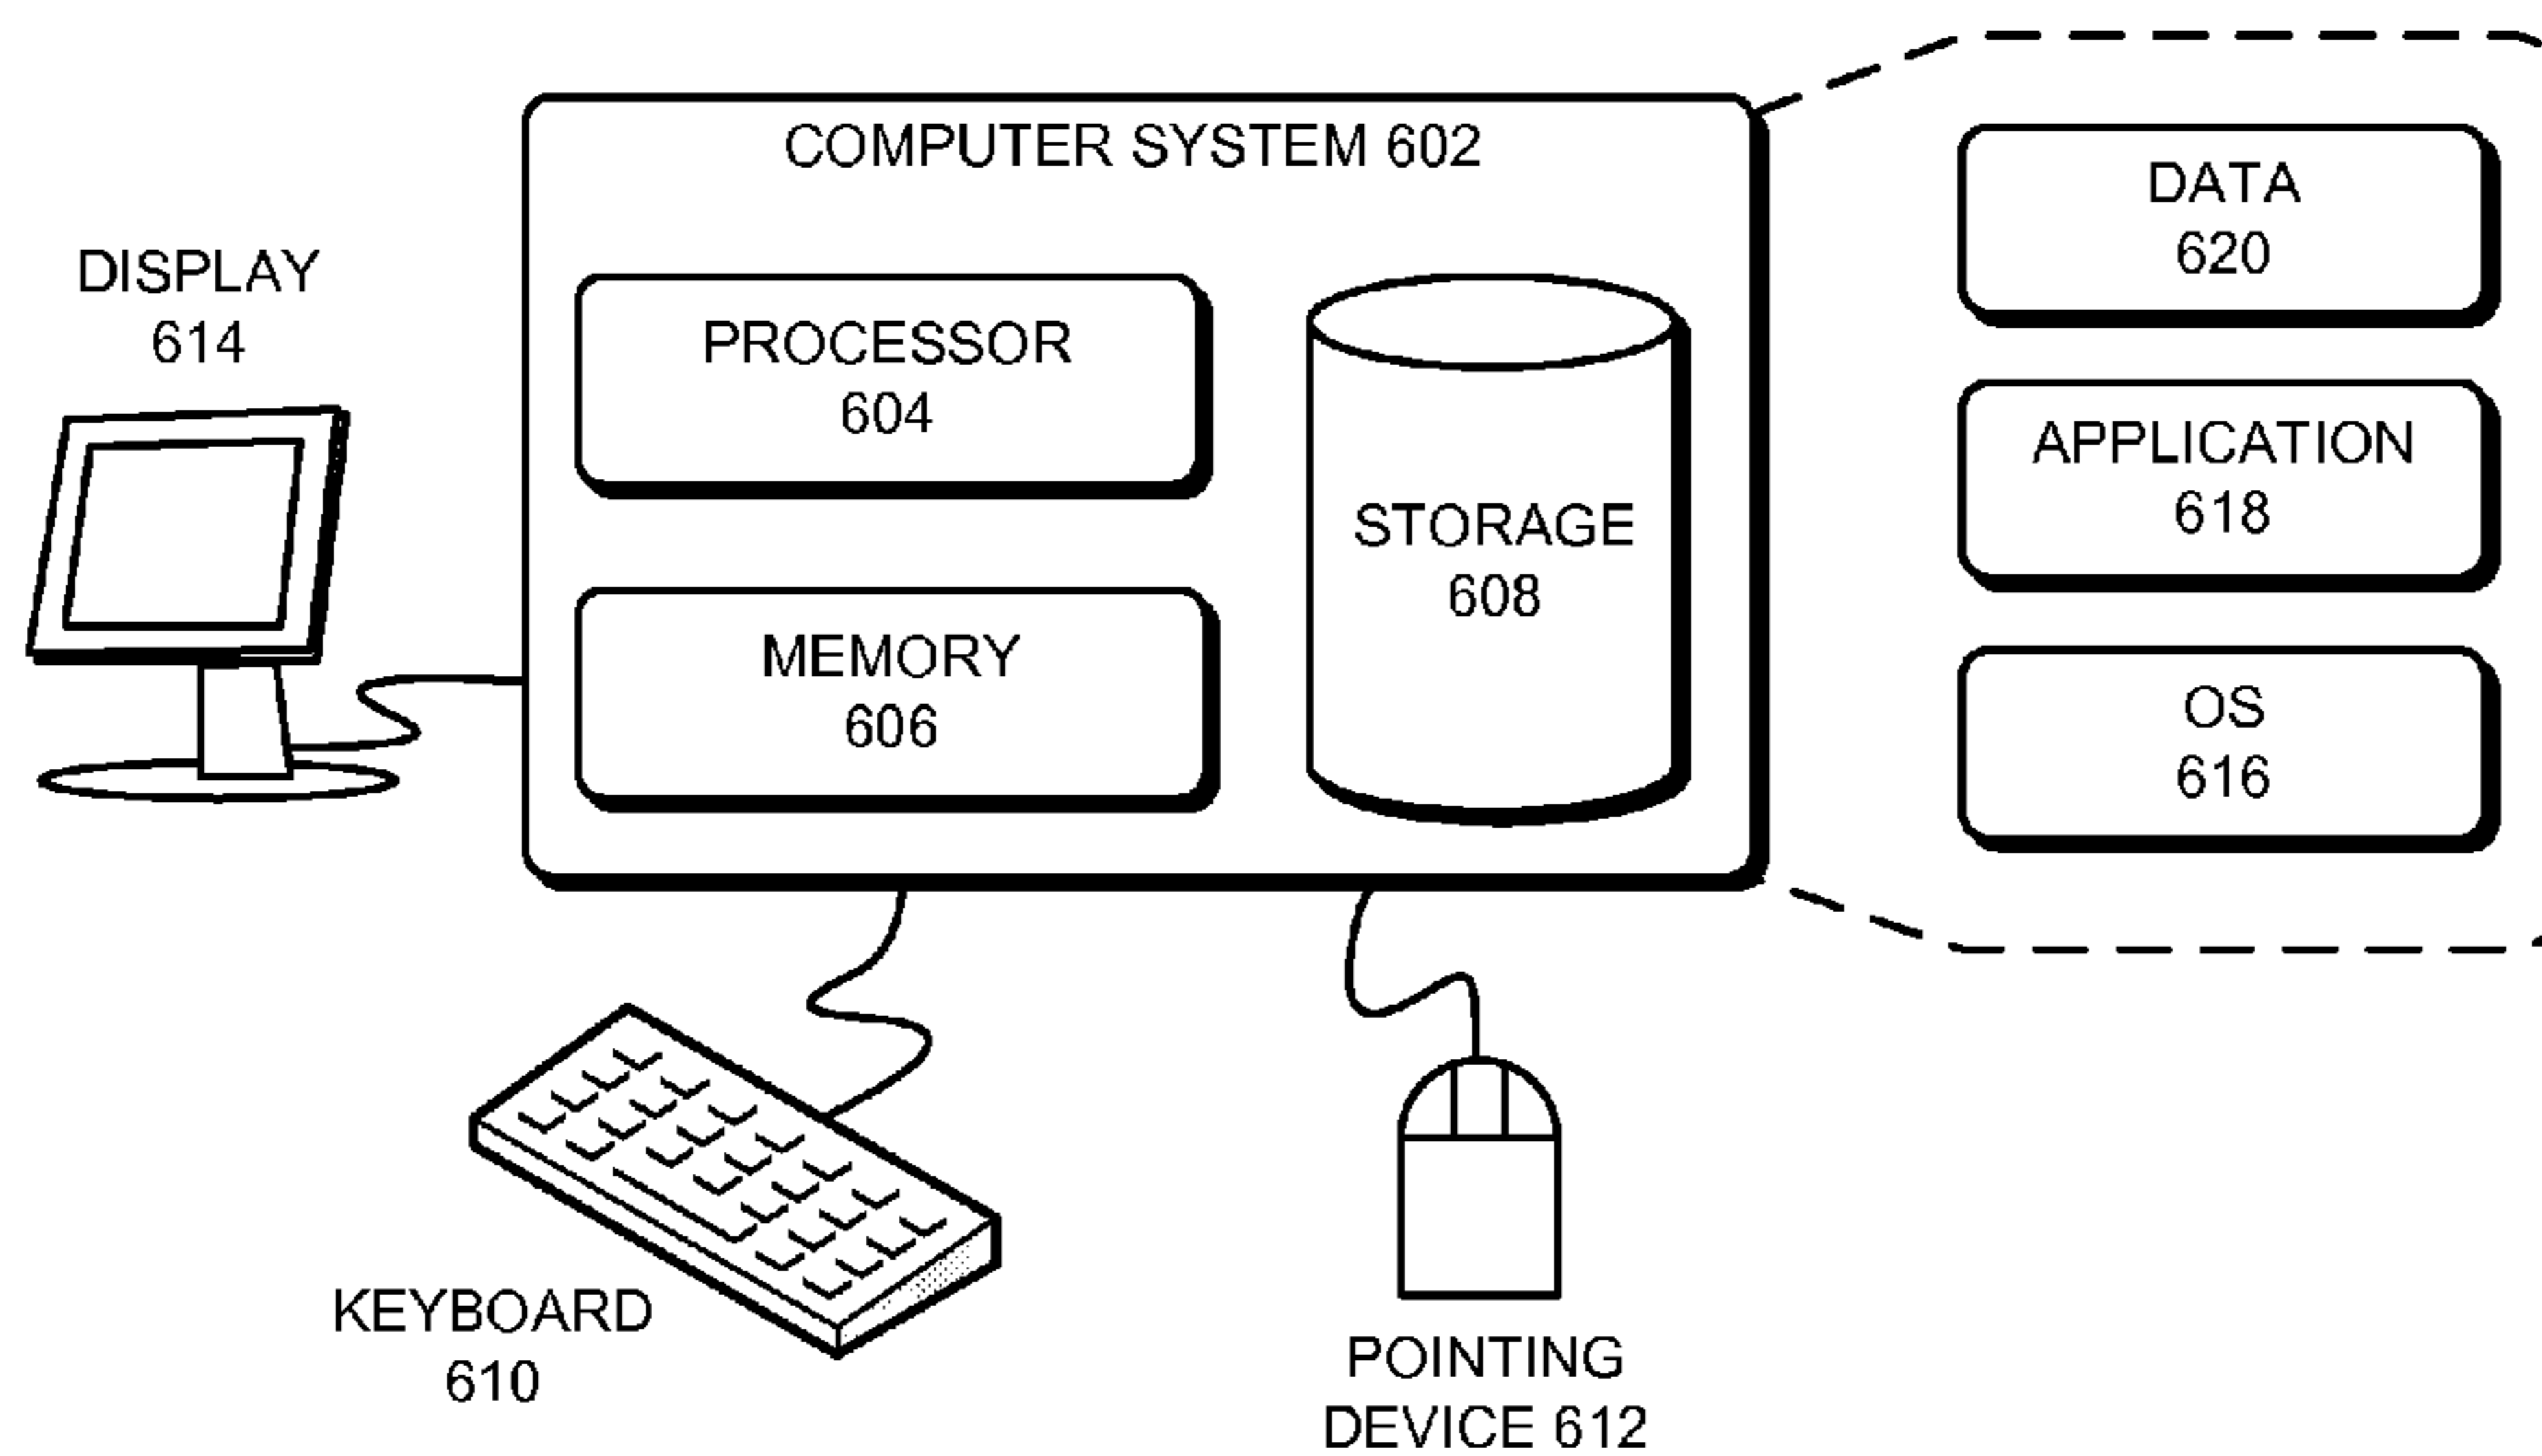 COMPUTER SYSTEM 602
DISPLAY
614
PROCESSOR
604
MEMORY
606
STORAGE
608
DATA
620
APPLICATION
618
OS
616
KEYBOARD
610
POINTING
DEVICE 612